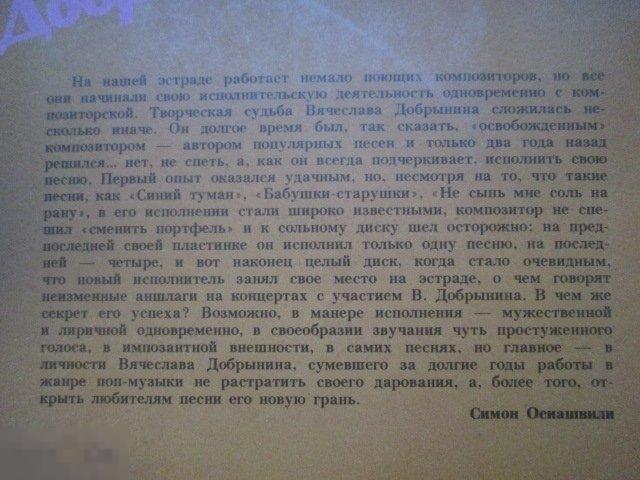 Добр
На нашей эстраде работает немало поющих композиторов, но все
они начинали свою исполнительскую деятельность одновременно с ком-
позиторской. Творческая судьба Вячеслава Добрынина сложилась не-
сколько иначе. Он долгое время был, так сказать, «освобожденным»
композитором — автором популярных песен и только два года назад
решился... нет, не спеть, а, как он всегда подчеркивает, исполнить свою
песню. Первый опыт оказался удачным, но, несмотря на то, что такие
песни, как «Синий туман», «Бабушки-старушки», «Не сыпь мне соль на
рану», в его исполнении стали широко известными, композитор не спе-
шил «сменить портфель» и к сольному диску шел осторожно: на пред-
последней своей пластинке он исполнил только одну песню, на послед-
ней — четыре, и вот наконец целый диск, когда стало очевидным,
что новый исполнитель занял свое место на эстраде, о чем говорят
неизменные аншлаги на концертах с участием В. Добрынина. В чем же
секрет его успеха? Возможно, в манере исполнения — мужественной
и лиричной одновременно, в своеобразии звучания чуть простуженного
голоса, в импозантной внешности, в самих песнях, но главное — в
личности Вячеслава Добрынина, сумевшего за долгие годы работы в
жанре поп-музыки не растратить своего дарования, а, более того, от-
крыть любителям песни его новую грань.
Симон Осиашвили